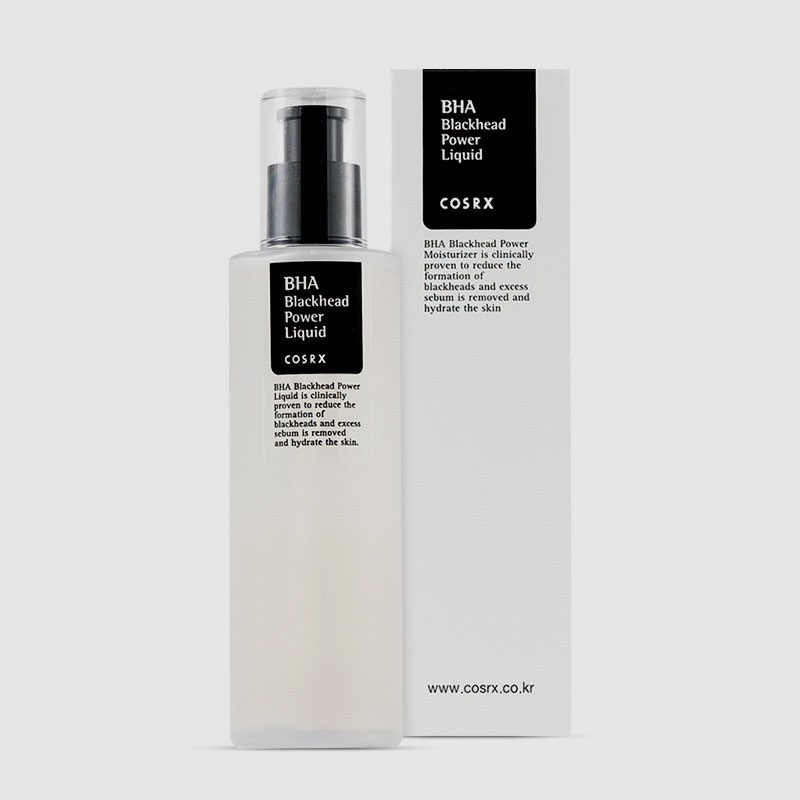 BHA
Blackhead
Power
Liquid
COSRX
BHA Blackhead Power
Liquid is clinically
proven to reduce the
formation of
blackheads and excess
sebum is removed
and hydrate the skin.
BHA
Blackhead
Power
Liquid
COSRX
BHA Blackhead Power
Moisturizer is clinically
proven to reduce the
formation of
blackheads and excess
sebum is removed and
hydrate the skin
www.cosrx.co.kr